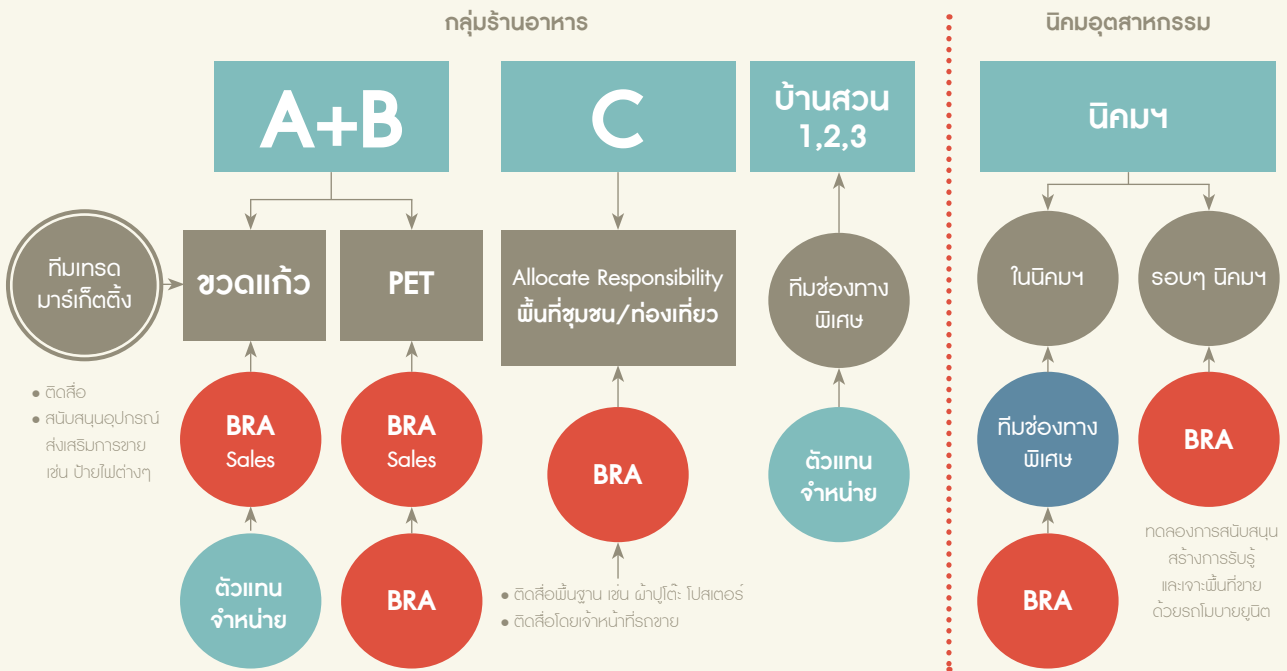 กลุ่มร้านอาหาร
นิคมอุตสาหกรรม
A+B
C
บ้านสวน
1,2,3
นิคมฯ
ทีมเทรด
มาร์เก็ตติ้ง
ขวดแก้ว
PET
Allocate Responsibility
พื้นที่ชุมชน/ท่องเที่ยว
ทีมช่องทาง
พิเศษ
ในนิคมฯ
รอบๆ นิคมฯ
• ติดสื่อ
• สนับสนุนอุปกรณ์
ส่งเสริมการขาย
เช่น ป้ายไฟต่างๆ
BRA
Sales
BRA
Sales
BRA
ตัวแทน
จำหน่าย
ทีมช่องทาง
พิเศษ
BRA
ตัวแทน
จำหน่าย
BRA
• ติดสื่อพื้นฐาน เช่น ผ้าปูโต๊ะ โปสเตอร์
• ติดสื่อโดยเจ้าหน้าที่รถขาย
BRA
ทดลองการสนับสนุน
สร้างการรับรู้
และเจาะพื้นที่ขาย
ด้วยรถโมบายยูนิต